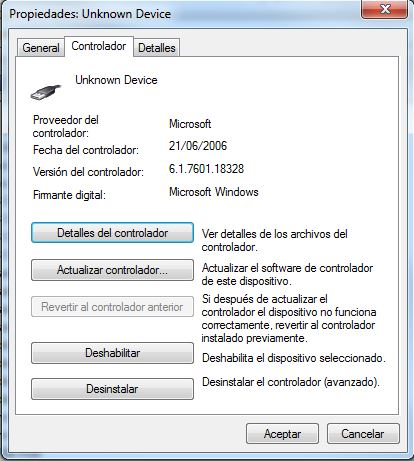 Propiedades: Unknown Device
General
Controlador
Detalles
Unknown Device
Proveedor del
controlador:
Microsoft
Fecha del controlador:
21/06/2006
Versión del controlador:
6.1.7601.18328
Firmante digital:
Microsoft Windows
Detalles del controlador
Ver detalles de los archivos del
controlador.
Actualizar controlador...
Actualizar el software de controlador
de este dispositivo.
Revertir al controlador anterior
Si después de actualizar el
controlador el dispositivo no funciona
correctamente, revertir al controlador
instalado previamente.
Deshabilitar
Deshabilita el dispositivo seleccionado.
Desinstalar
Desinstalar el controlador (avanzado).
Aceptar
Cancelar